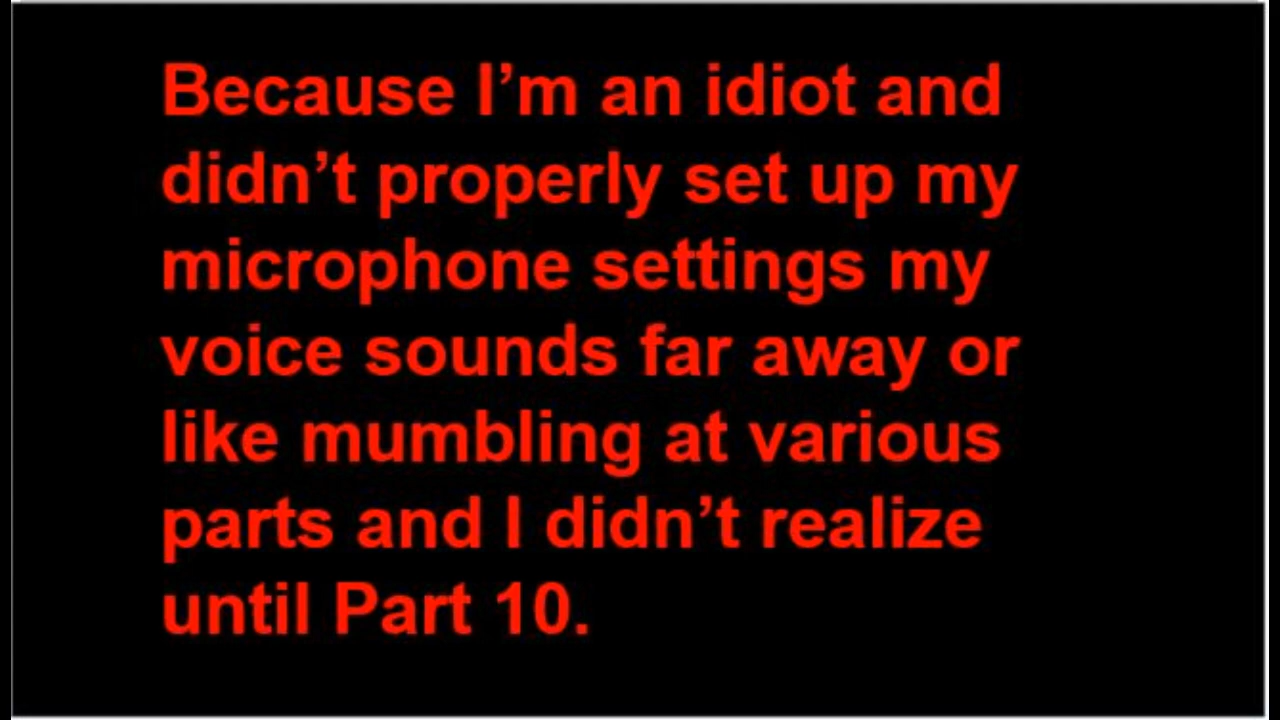 Because I’m an idiot and
didn’t properly set up my
microphone settings my
voice sounds far away or
like mumbling at various
parts and I didn’t realize
until Part 10.